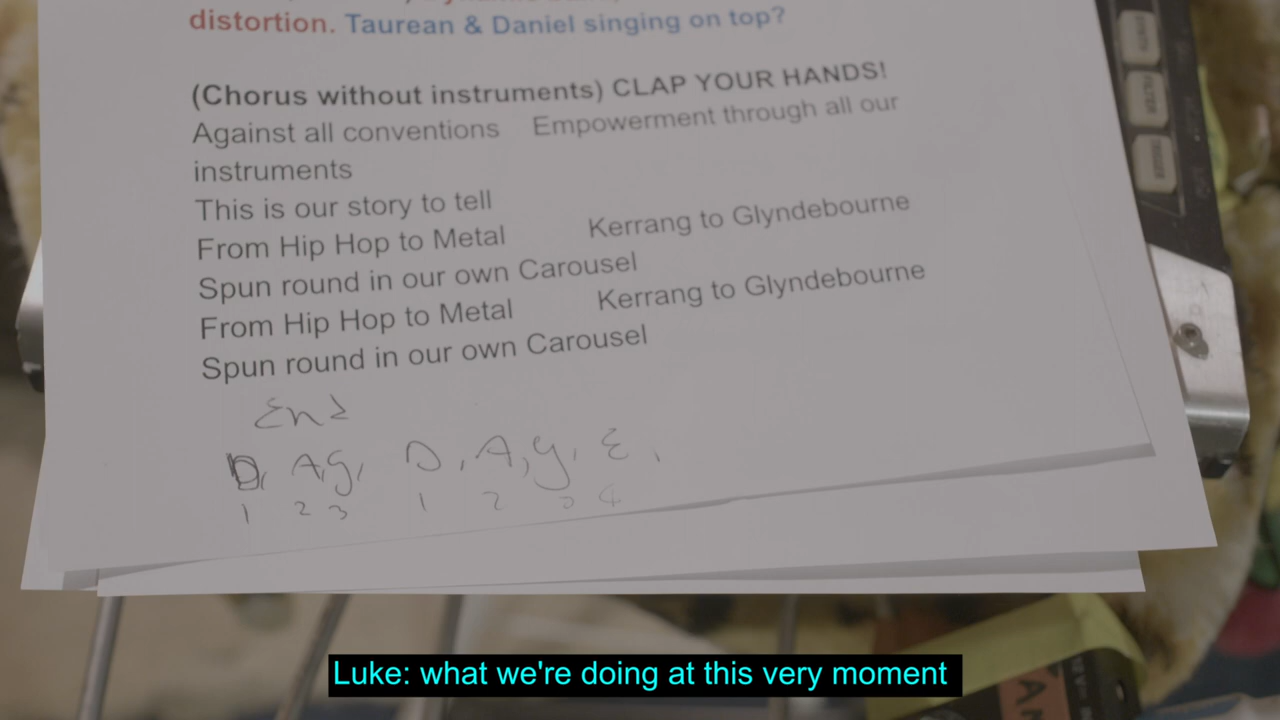 distortion. Taurean & Daniel singing on top?
(Chorus without instruments) CLAP YOUR HANDS!
Against all conventions Empowerment through all our
instruments
This is our story to tell
From Hip Hop to Metal Kerrang to Glyndebourne
Spun round in our own Carousel
From Hip Hop to Metal Kerrang to Glyndebourne
Spun round in our own Carousel
End
D, A, G, D, A, G, E,
1 2 3 1 2 3 4
FILTER
TRIGGER
Luke: what we're doing at this very moment